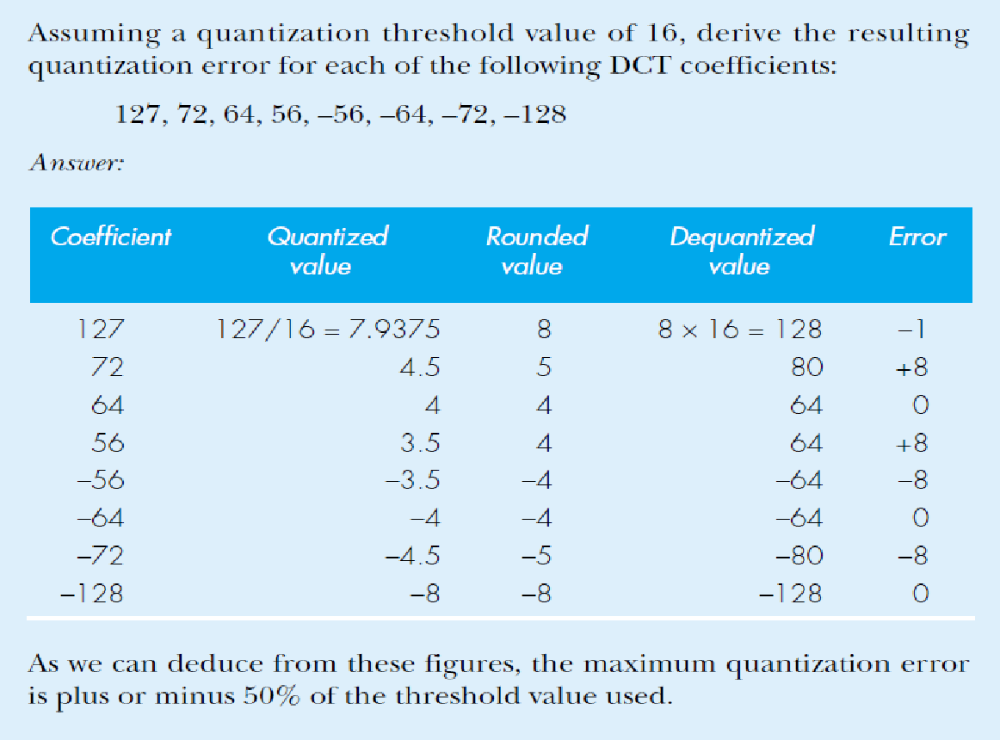 Assuming a quantization threshold value of 16, derive the resulting
quantization error for each of the following DCT coefficients:
127, 72, 64, 56, –56, –64, –72, –128
Answer:
Coefficient Quantized value Rounded value Dequantized value Error
127 127/16 = 7.9375 8 8 × 16 = 128 –1
72 4.5 5 80 +8
64 4 4 64 0
56 3.5 4 64 +8
–56 –3.5 –4 –64 –8
–64 –4 –4 –64 0
–72 –4.5 –5 –80 –8
–128 –8 –8 –128 0
As we can deduce from these figures, the maximum quantization error
is plus or minus 50% of the threshold value used.